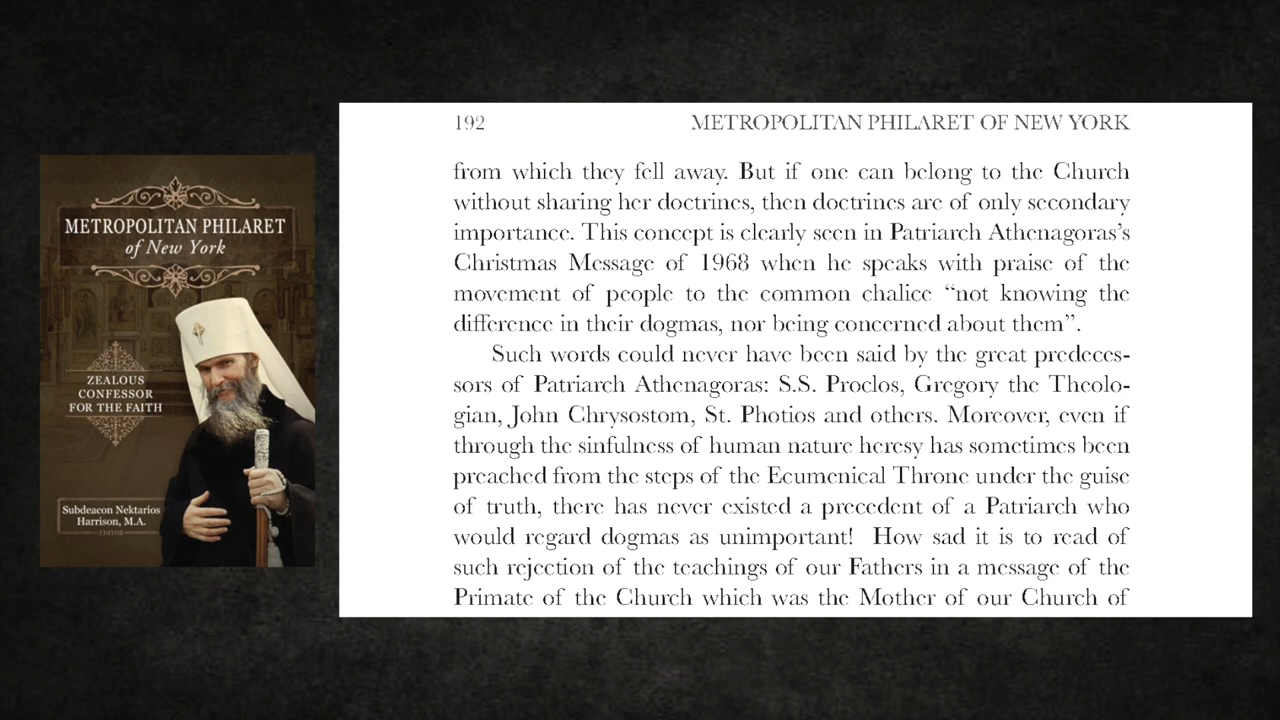 METROPOLITAN PHILARET
of New York
ZEALOUS
CONFESSOR
FOR THE FAITH
Subdeacon Nektarios
Harrison, M.A.
EDITOR
192 METROPOLITAN PHILARET OF NEW YORK
from which they fell away. But if one can belong to the Church
without sharing her doctrines, then doctrines are of only secondary
importance. This concept is clearly seen in Patriarch Athenagoras’s
Christmas Message of 1968 when he speaks with praise of the
movement of people to the common chalice “not knowing the
difference in their dogmas, nor being concerned about them”.
Such words could never have been said by the great predeces-
sors of Patriarch Athenagoras: S.S. Proclos, Gregory the Theolo-
gian, John Chrysostom, St. Photios and others. Moreover, even if
through the sinfulness of human nature heresy has sometimes been
preached from the steps of the Ecumenical Throne under the guise
of truth, there has never existed a precedent of a Patriarch who
would regard dogmas as unimportant! How sad it is to read of
such rejection of the teachings of our Fathers in a message of the
Primate of the Church which was the Mother of our Church of